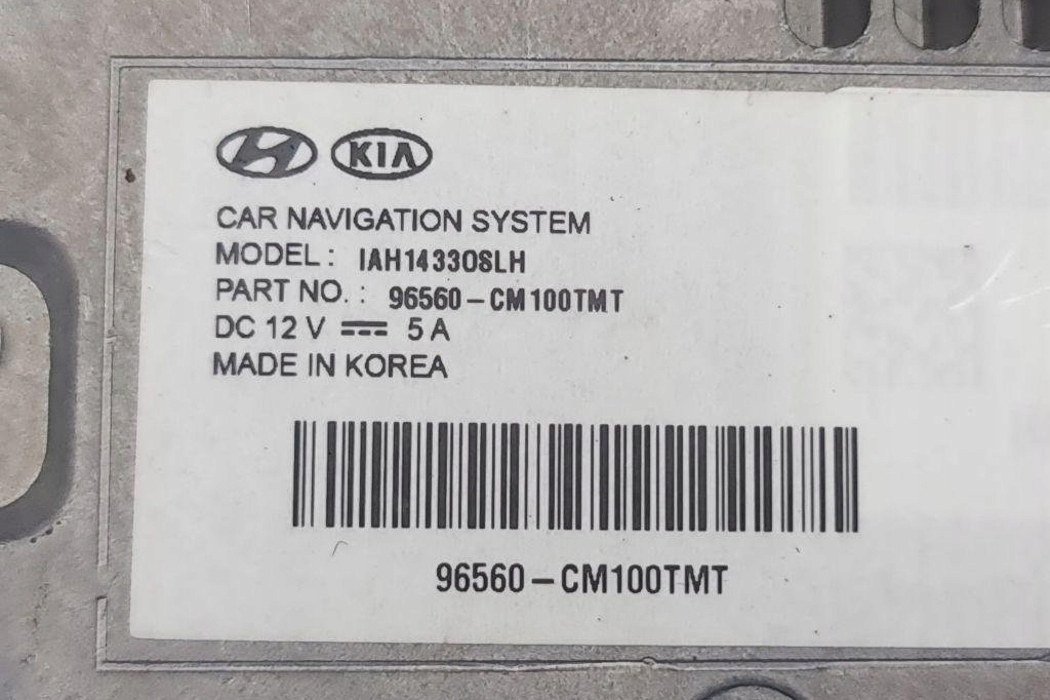 KIA
CAR NAVIGATION SYSTEM
MODEL : IAH14330SLH
PART NO. : 96560-CM100TMT
DC 12 V ⎓ 5 A
MADE IN KOREA
96560-CM100TMT